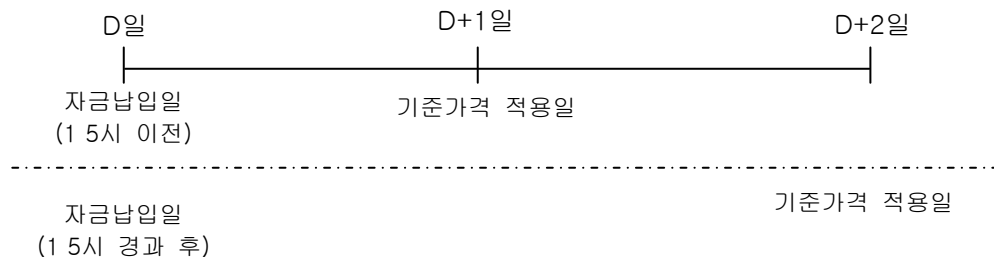 D일 D+1일 D+2일
자금납입일 기준가격 적용일
(1 5시 이전)
자금납입일 기준가격 적용일
(1 5시 경과 후)